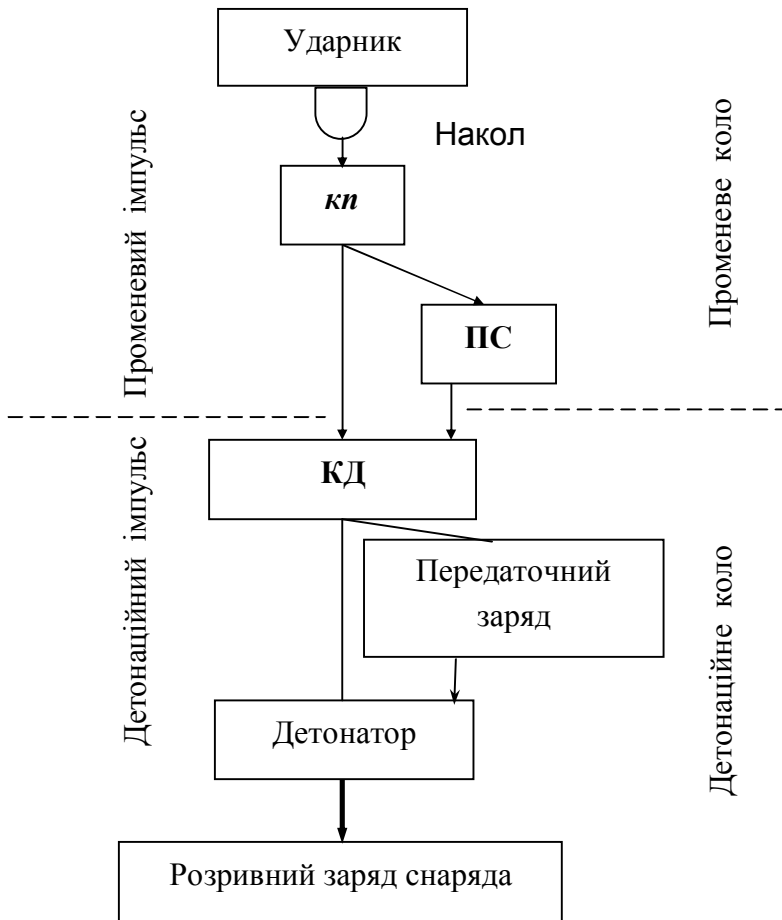 Ударник
Накол
Променевий імпульс
Променеве коло
кп
ПС
КД
Детонаційний імпульс
Детонаційне коло
Передаточний
заряд
Детонатор
Розривний заряд снаряда